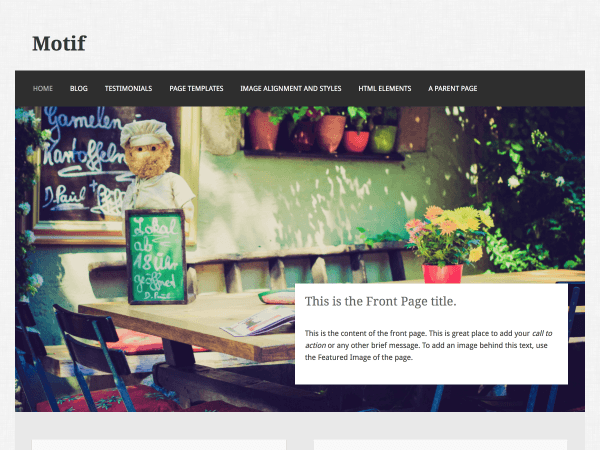 Motif
HOME BLOG TESTIMONIALS PAGE TEMPLATES IMAGE ALIGNMENT AND STYLES HTML ELEMENTS A PARENT PAGE
Garnelen
Kartoffeln
D. Paul
Lokal
ab
18 Uhr
geöffnet
D. Paul
This is the Front Page title.
This is the content of the front page. This is great place to add your call to
action or any other brief message. To add an image behind this text, use
the Featured Image of the page.